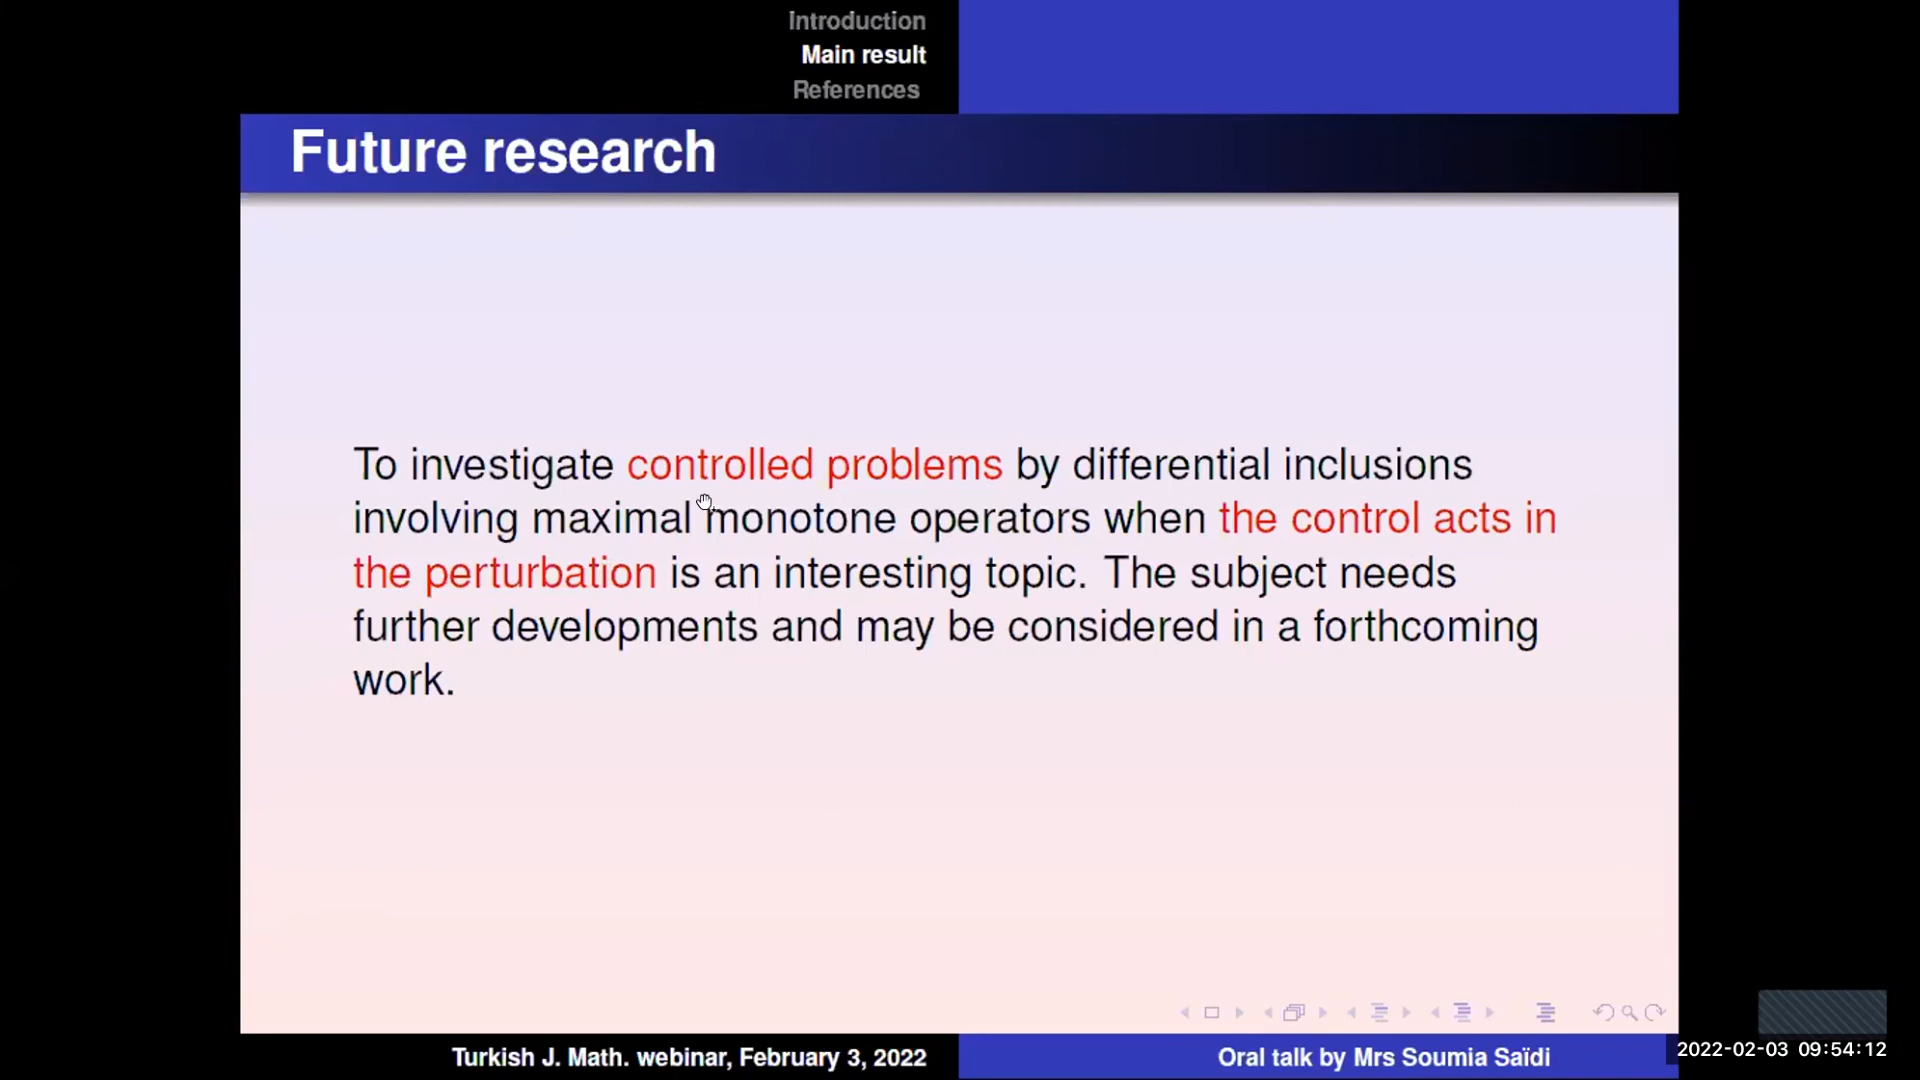 Introduction
Main result
References
Future research
To investigate controlled problems by differential inclusions
involving maximal monotone operators when the control acts in
the perturbation is an interesting topic. The subject needs
further developments and may be considered in a forthcoming
work.
Turkish J. Math. webinar, February 3, 2022
Oral talk by Mrs Soumia Saïdi
2022-02-03 09:54:12